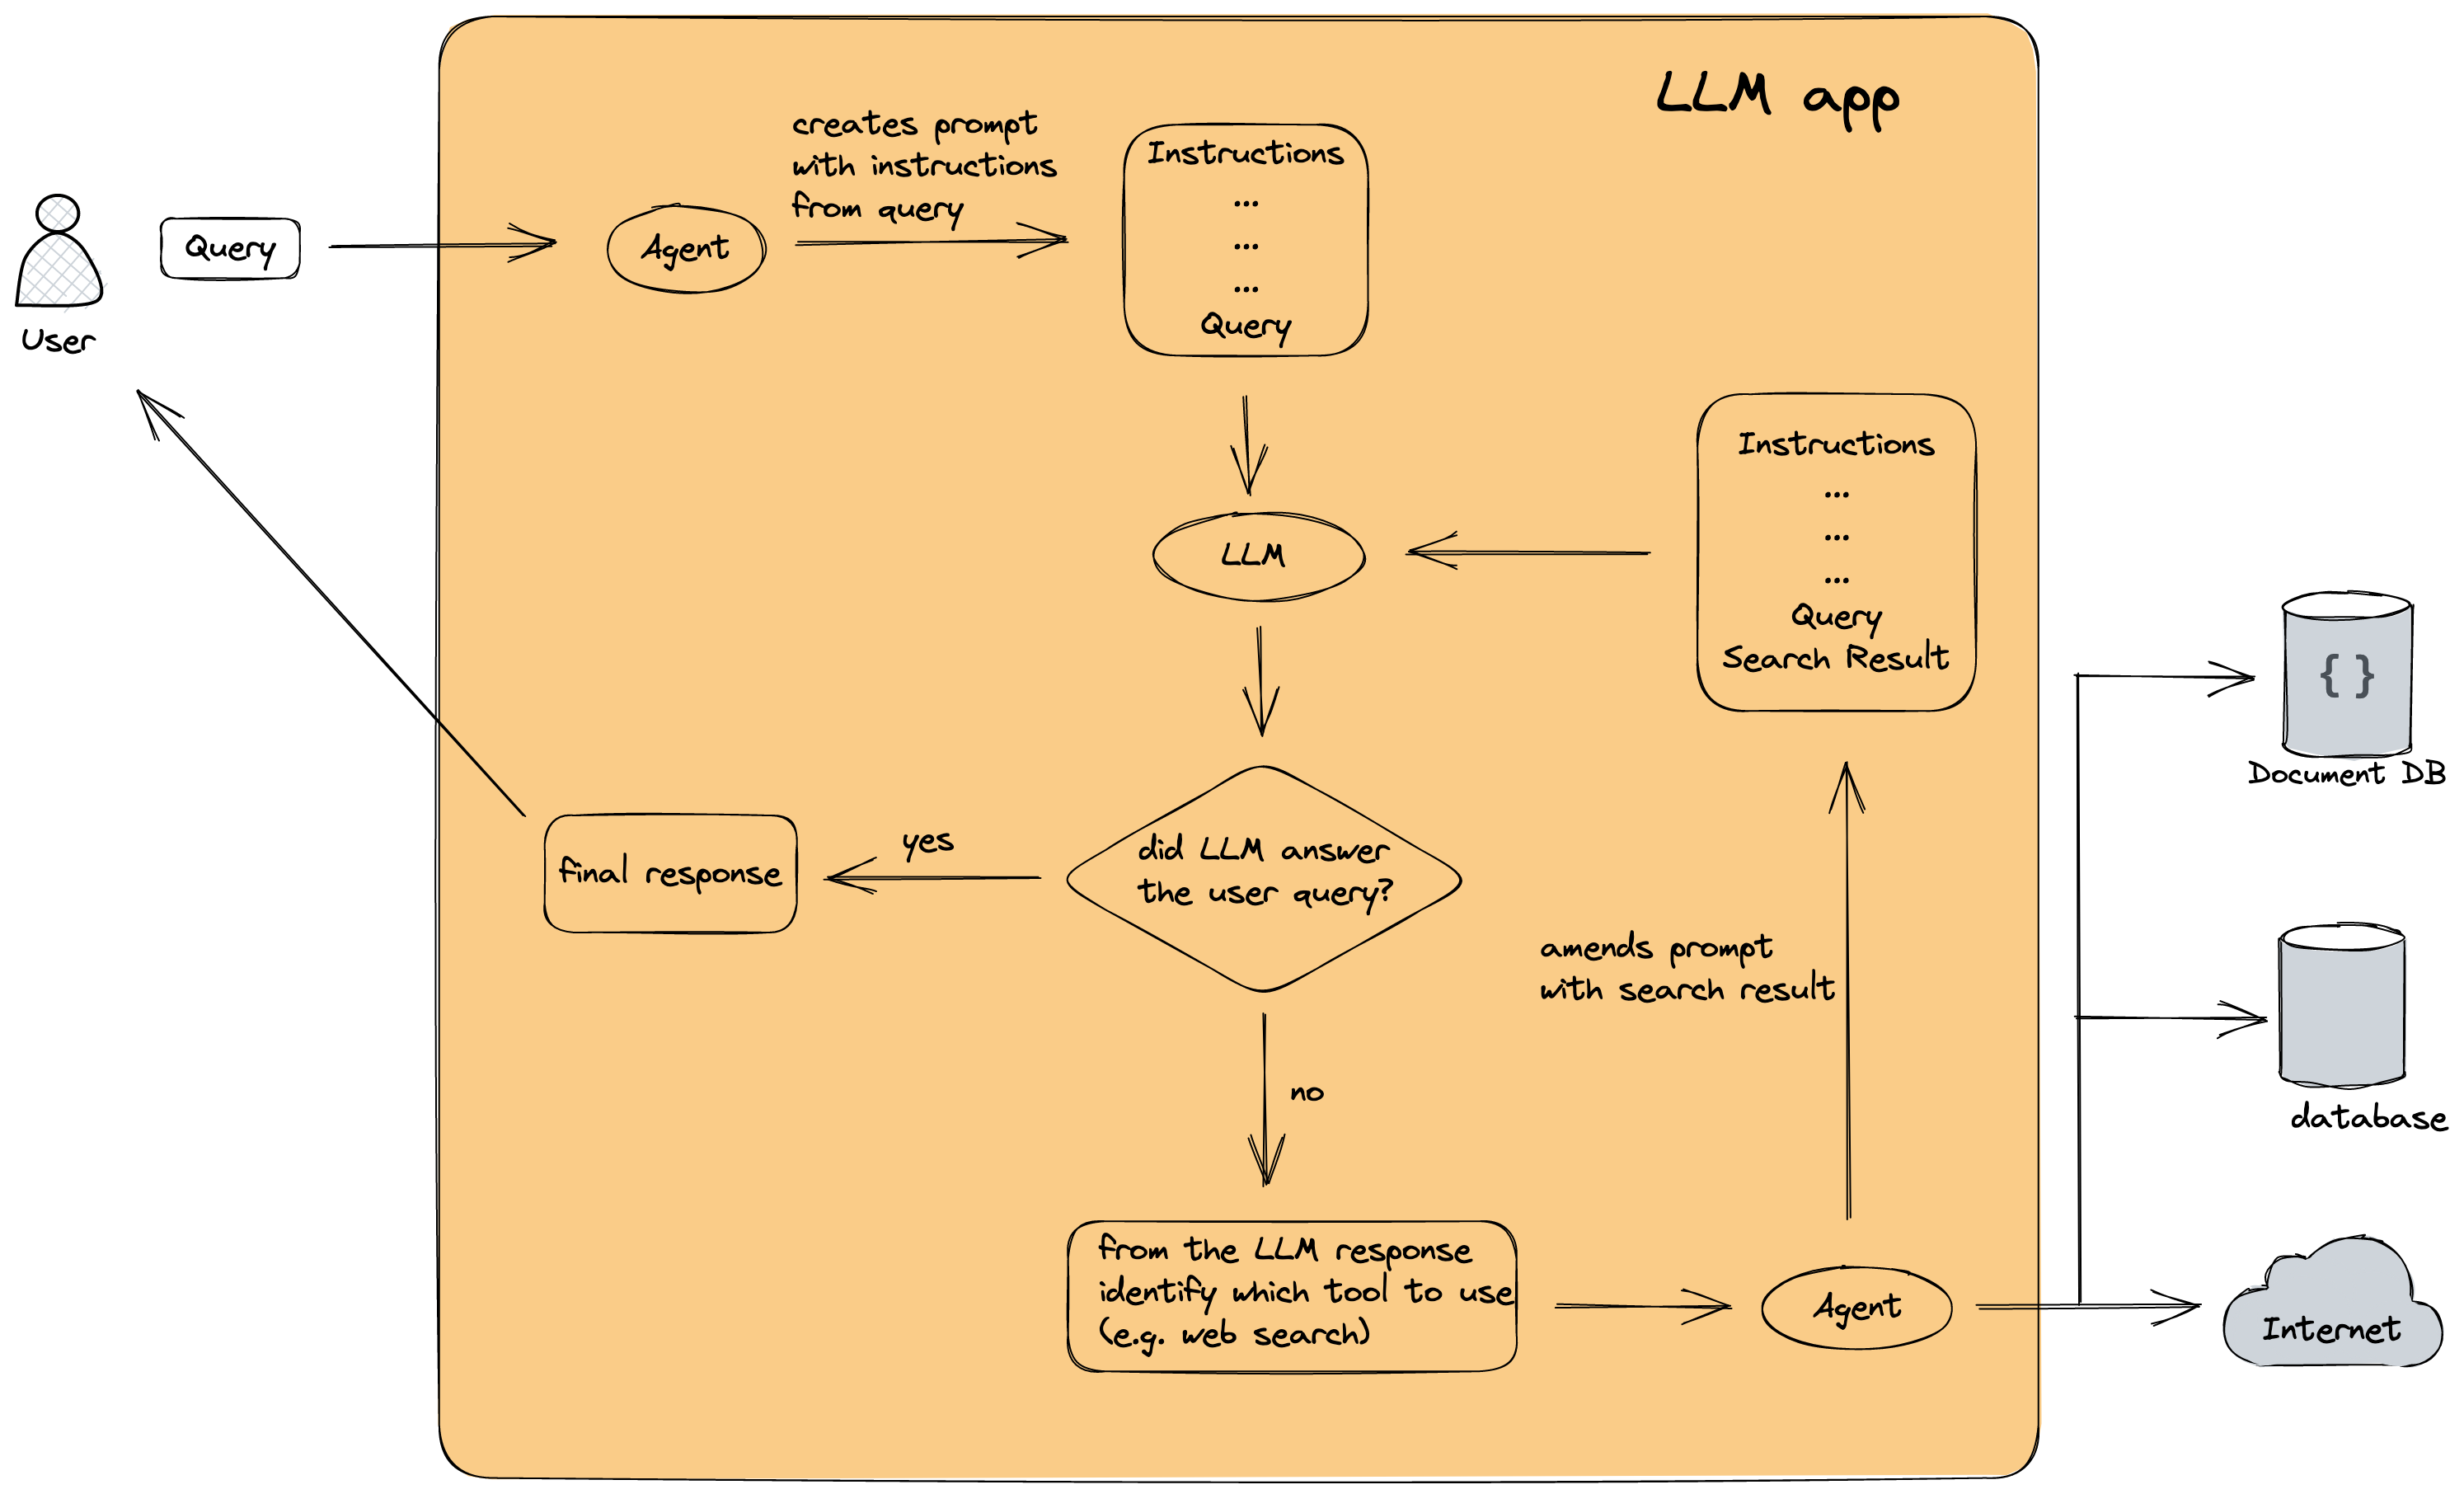 LLM app
creates prompt
with instructions
from query
Instructions
...
...
...
Query
Query
Agent
User
Instructions
...
...
...
Query
Search Result
LLM
{ }
Document DB
yes
did LLM answer
the user query?
final response
amends prompt
with search result
no
database
from the LLM response
identify which tool to use
(e.g. web search)
Agent
Internet